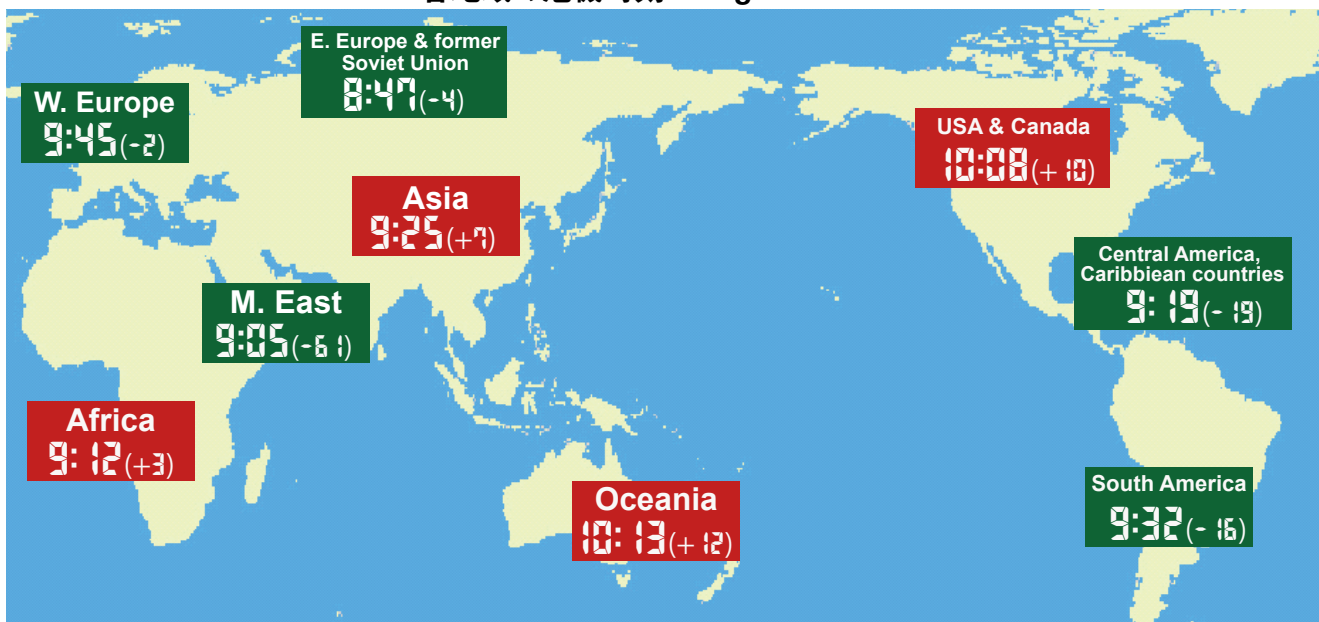 E. Europe & former
Soviet Union
8:47(-4)
W. Europe
9:45(-2)
USA & Canada
10:08(+10)
Asia
9:25(+7)
Central America,
Caribbiean countries
9:19(-19)
M. East
9:05(-61)
Africa
9:12(+3)
South America
9:32(-16)
Oceania
10:13(+12)